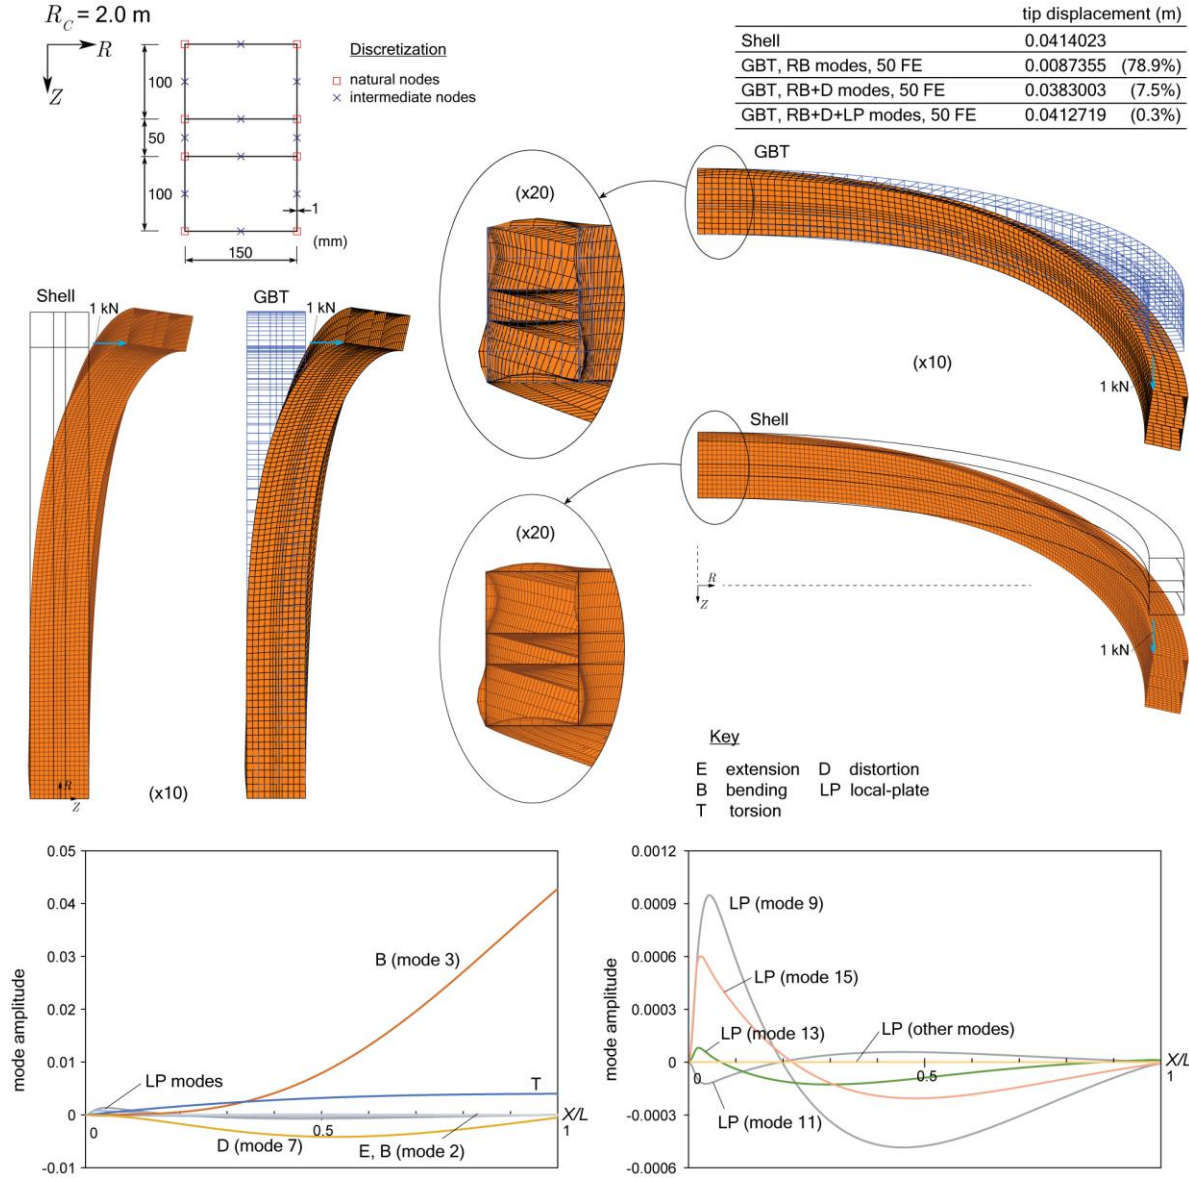 R_C = 2.0 m
R
Z
Discretization
natural nodes
intermediate nodes
100
50
100
1
(mm)
150
tip displacement (m)
Shell 0.0414023
GBT, RB modes, 50 FE 0.0087355 (78.9%)
GBT, RB+D modes, 50 FE 0.0383003 (7.5%)
GBT, RB+D+LP modes, 50 FE 0.0412719 (0.3%)
GBT
(x20)
(x10)
1 kN
Shell
1 kN
GBT
1 kN
Shell
(x20)
R
Z
1 kN
R
Z
(x10)
Key
E extension D distortion
B bending LP local-plate
T torsion
0.05
0.04
0.03
0.02
0.01
0
-0.01
mode amplitude
B (mode 3)
LP modes
T
X/L
0
0.5
1
D (mode 7)
E, B (mode 2)
0.0012
0.0009
0.0006
0.0003
0
-0.0003
-0.0006
mode amplitude
LP (mode 9)
LP (mode 15)
LP (mode 13)
LP (other modes)
X/L
0
0.5
1
LP (mode 11)